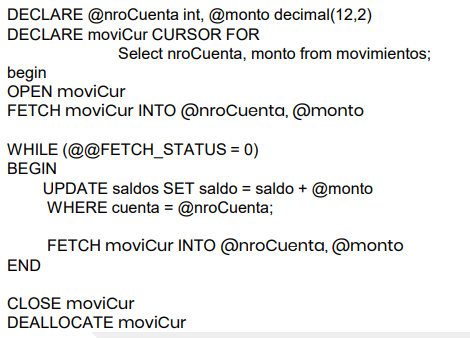 DECLARE @nroCuenta int, @monto decimal(12,2)
DECLARE moviCur CURSOR FOR
Select nroCuenta, monto from movimientos;
begin
OPEN moviCur
FETCH moviCur INTO @nroCuenta, @monto
WHILE (@@FETCH_STATUS = 0)
BEGIN
UPDATE saldos SET saldo = saldo + @monto
WHERE cuenta = @nroCuenta;
FETCH moviCur INTO @nroCuenta, @monto
END
CLOSE moviCur
DEALLOCATE moviCur